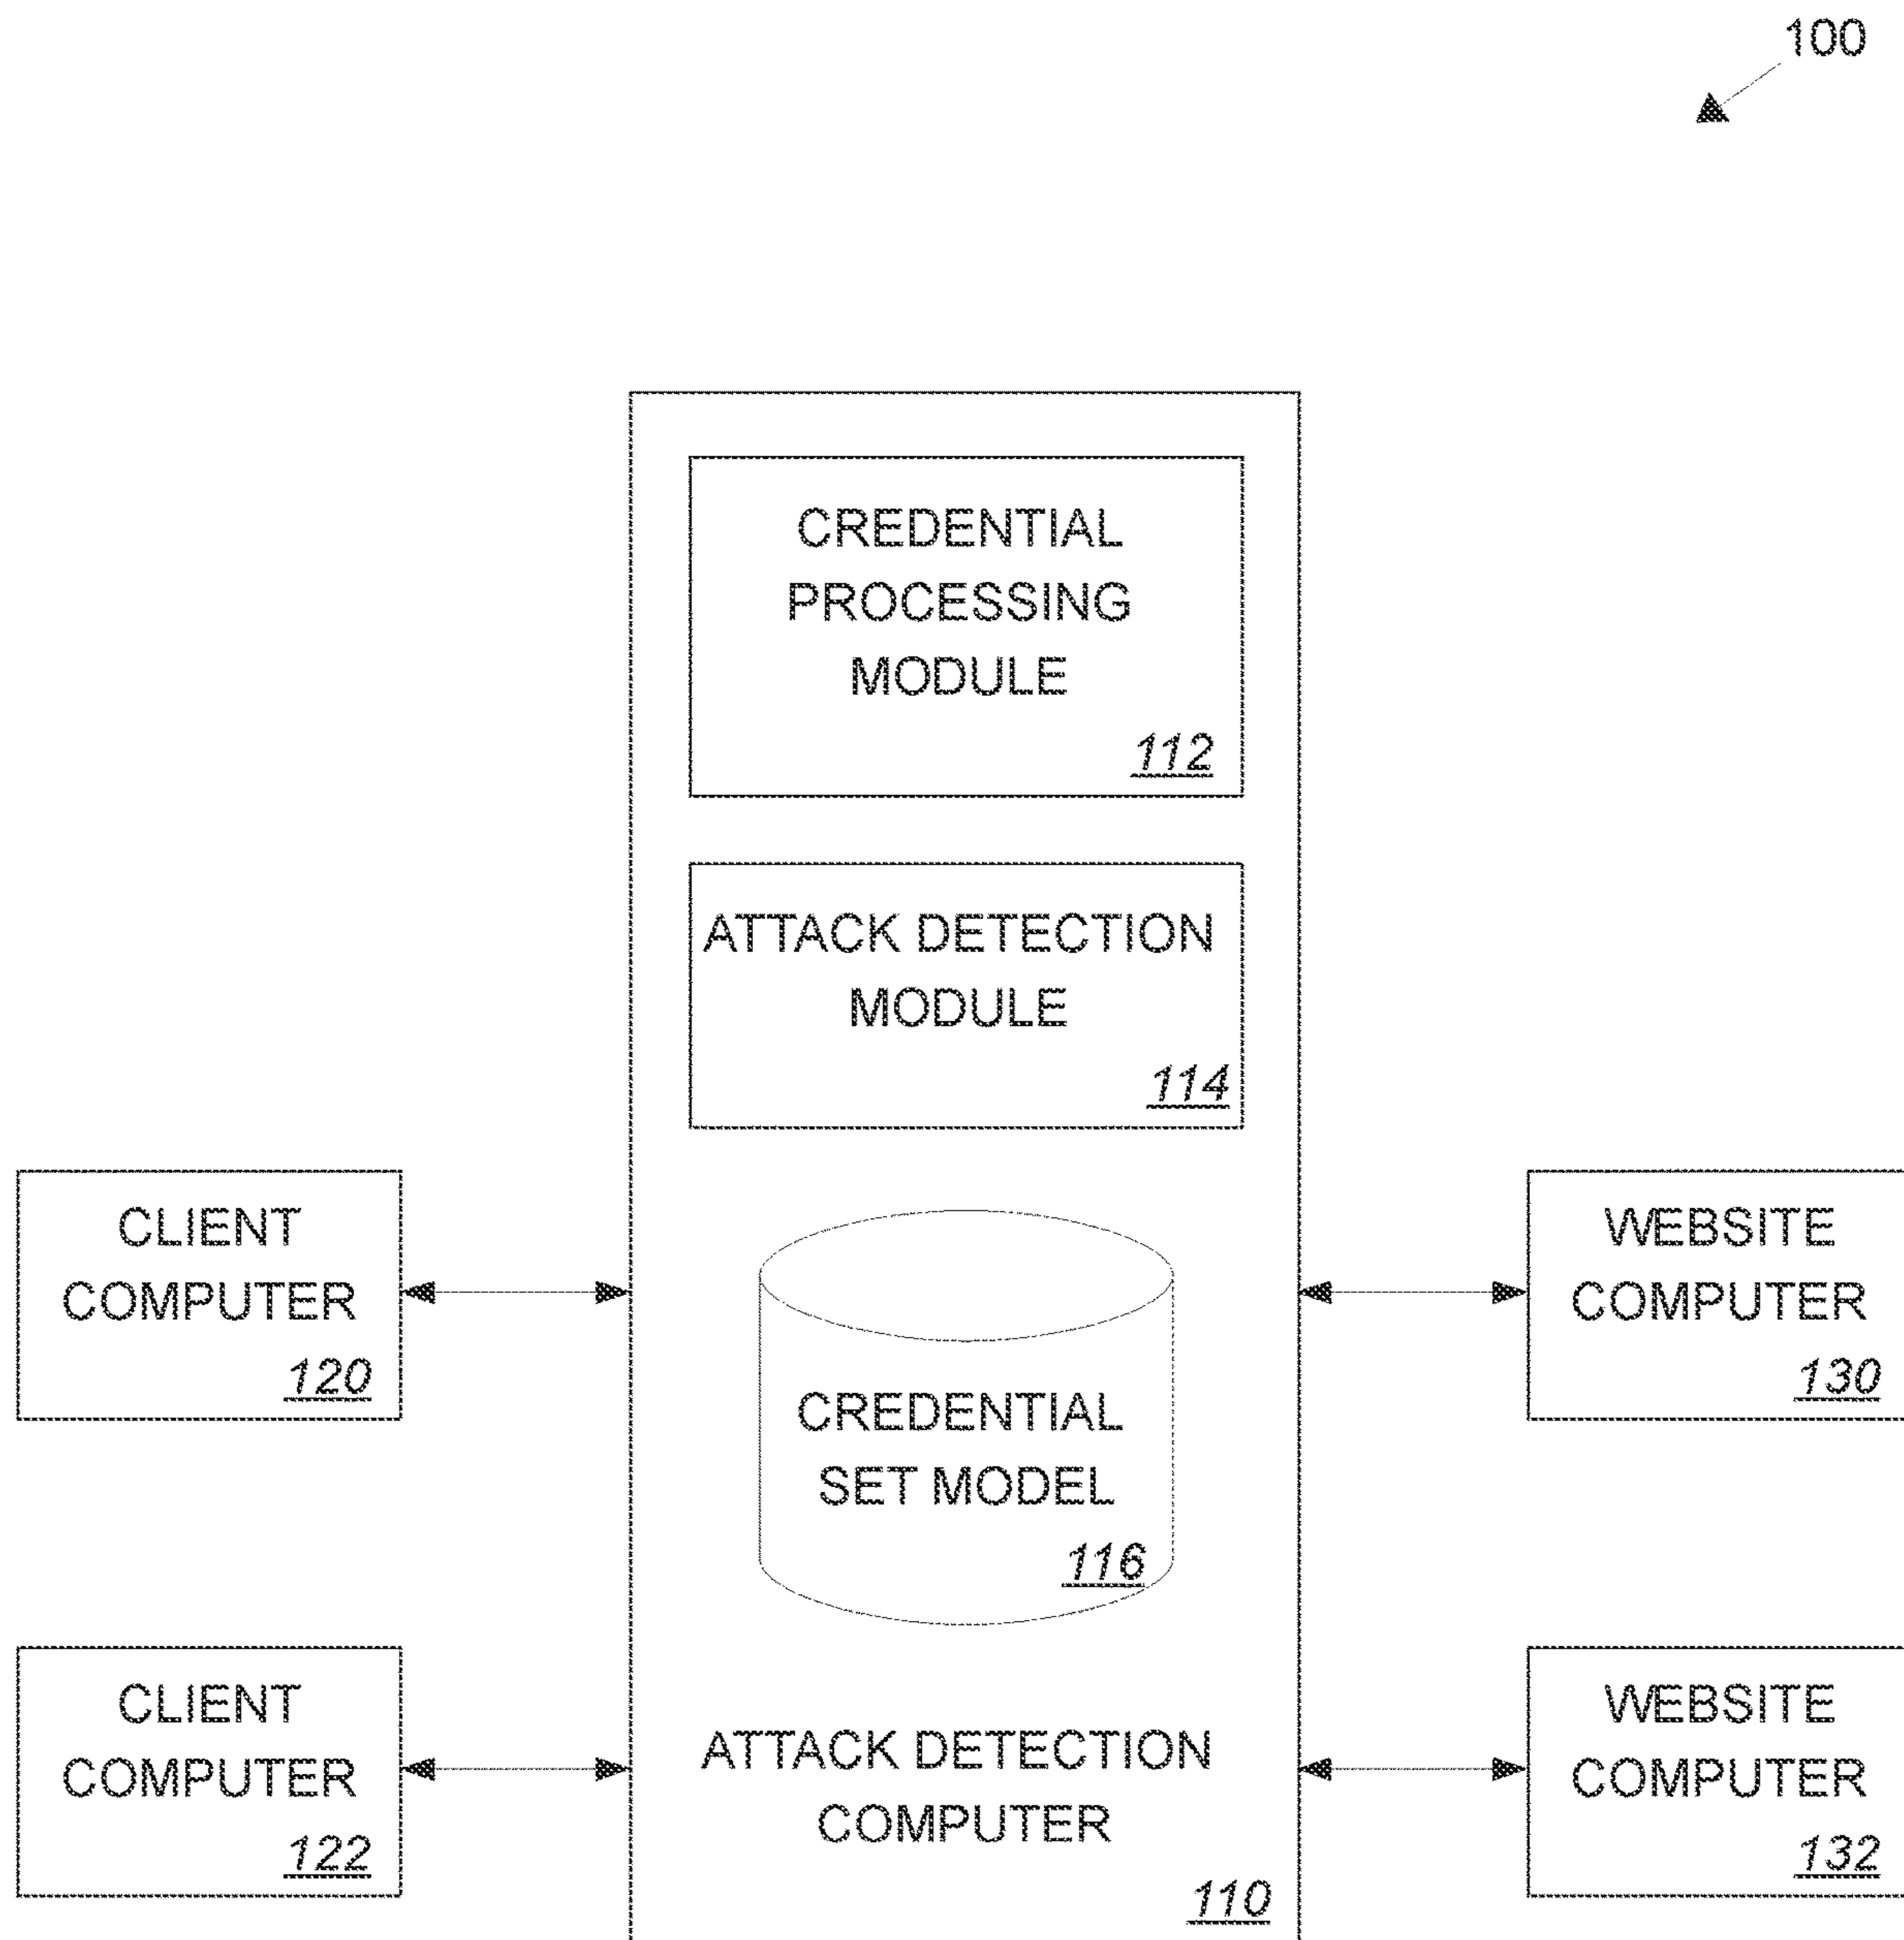 100
CREDENTIAL
PROCESSING
MODULE
112
ATTACK DETECTION
MODULE
114
CLIENT
COMPUTER
120
CREDENTIAL
SET MODEL
116
WEBSITE
COMPUTER
130
CLIENT
COMPUTER
122
ATTACK DETECTION
COMPUTER
110
WEBSITE
COMPUTER
132